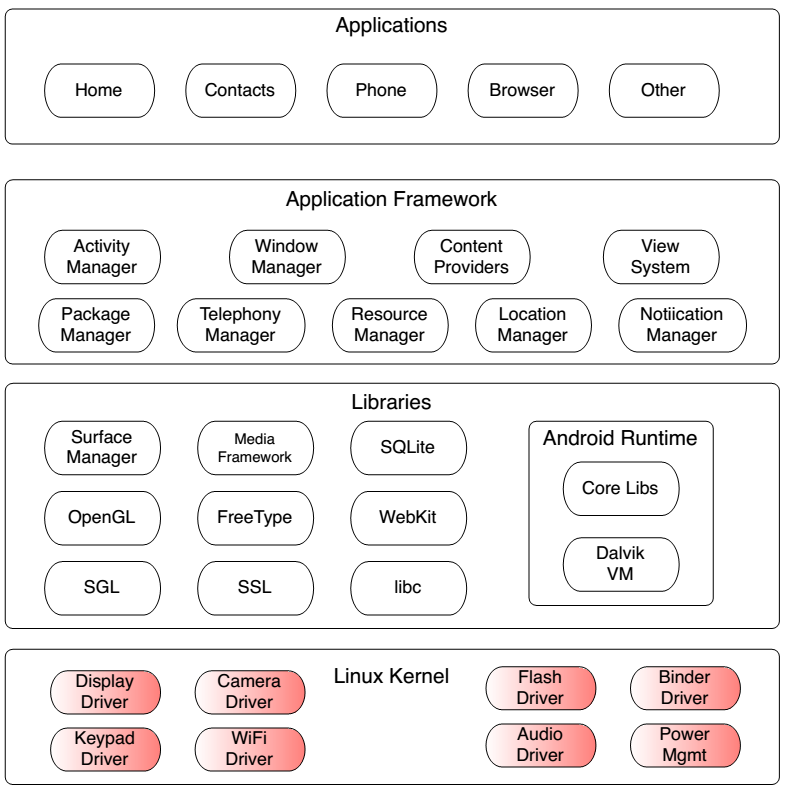 Applications
Home
Contacts
Phone
Browser
Other
Application Framework
Activity
Manager
Window
Manager
Content
Providers
View
System
Package
Manager
Telephony
Manager
Resource
Manager
Location
Manager
Notiication
Manager
Libraries
Surface
Manager
Media
Framework
SQLite
OpenGL
FreeType
WebKit
SGL
SSL
libc
Android Runtime
Core Libs
Dalvik
VM
Linux Kernel
Display
Driver
Camera
Driver
Flash
Driver
Binder
Driver
Keypad
Driver
WiFi
Driver
Audio
Driver
Power
Mgmt